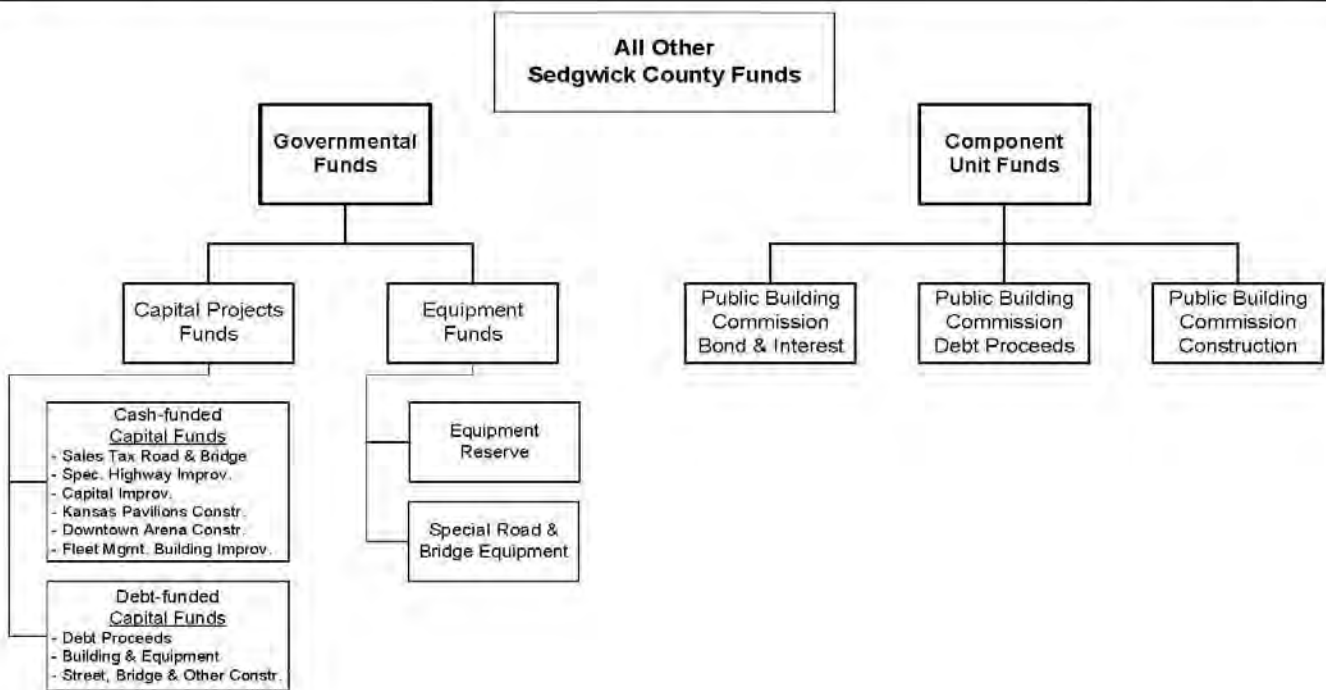 All Other
Sedgwick County Funds
Governmental
Funds
Component
Unit Funds
Capital Projects
Funds
Equipment
Funds
Public Building
Commission
Bond & Interest
Public Building
Commission
Debt Proceeds
Public Building
Commission
Construction
Cash-funded
Capital Funds
- Sales Tax Road & Bridge
- Spec. Highway Improv.
- Capital Improv.
- Kansas Pavilions Constr.
- Downtown Arena Constr.
- Fleet Mgmt. Building Improv.
Equipment
Reserve
Special Road &
Bridge Equipment
Debt-funded
Capital Funds
- Debt Proceeds
- Building & Equipment
- Street, Bridge & Other Constr.